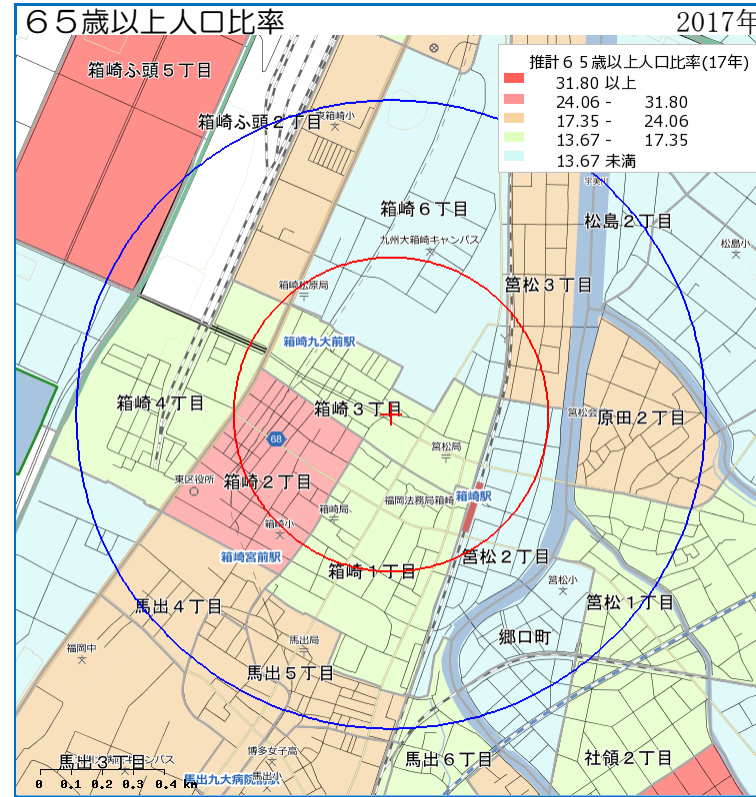 ６５歳以上人口比率
2017年
推計６５歳以上人口比率(17年)
31.80 以上
24.06 - 31.80
17.35 - 24.06
13.67 - 17.35
13.67 未満
箱崎ふ頭５丁目
箱崎ふ頭２丁目
東箱崎小
宇美川
箱崎６丁目
松島２丁目
九州大箱崎キャンパス
松島小
箱崎松原局
筥松３丁目
箱崎九大前駅
箱崎４丁目
箱崎３丁目
筥松会
原田２丁目
68
筥松局
東区役所
箱崎２丁目
福岡法務局箱崎
箱崎駅
箱崎局
箱崎小
箱崎宮前駅
筥松２丁目
箱崎１丁目
筥松小
馬出４丁目
筥松１丁目
郷口町
馬出局
福岡中
馬出５丁目
博多女子高
馬出６丁目
社領２丁目
馬出３丁目
キャンパス
馬出九大病院前駅
馬出小
0 0.1 0.2 0.3 0.4 km